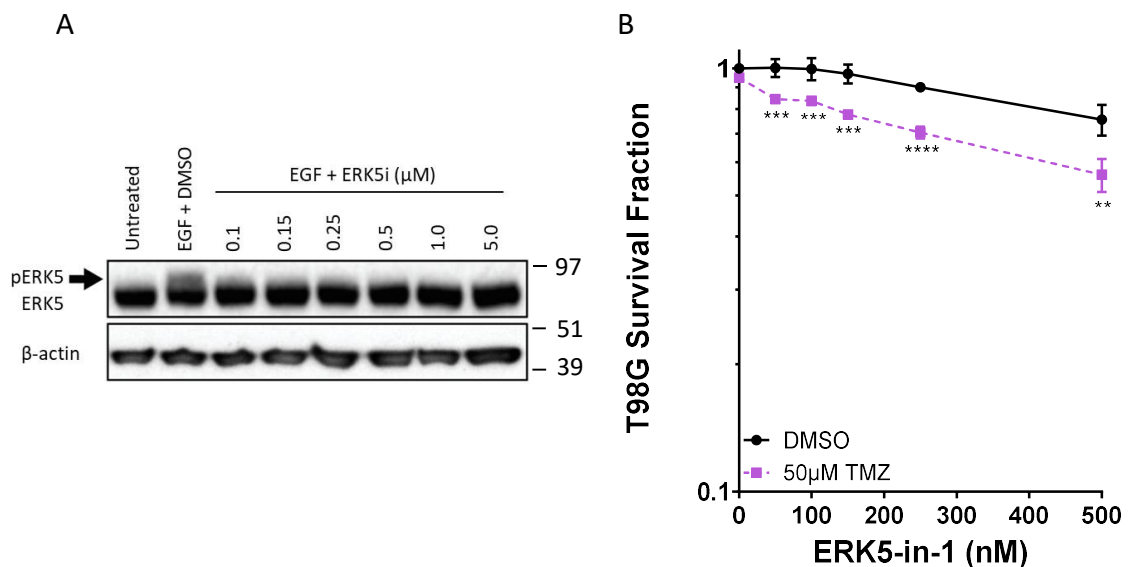 A
EGF + ERK5i (µM)
Untreated
EGF + DMSO
0.1
0.15
0.25
0.5
1.0
5.0
pERK5
ERK5
β-actin
97
51
39
B
T98G Survival Fraction
1
0.1
***
***
***
****
**
DMSO
50µM TMZ
0
100
200
300
400
500
ERK5-in-1 (nM)